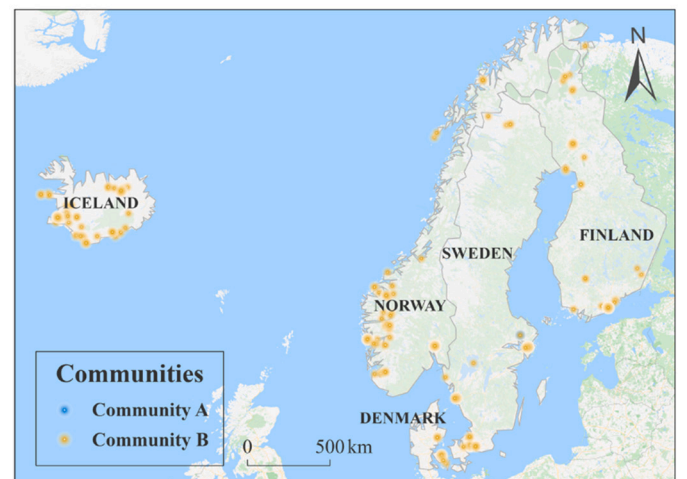 N
ICELAND
FINLAND
SWEDEN
NORWAY
DENMARK
Communities
Community A
Community B
0 500 km